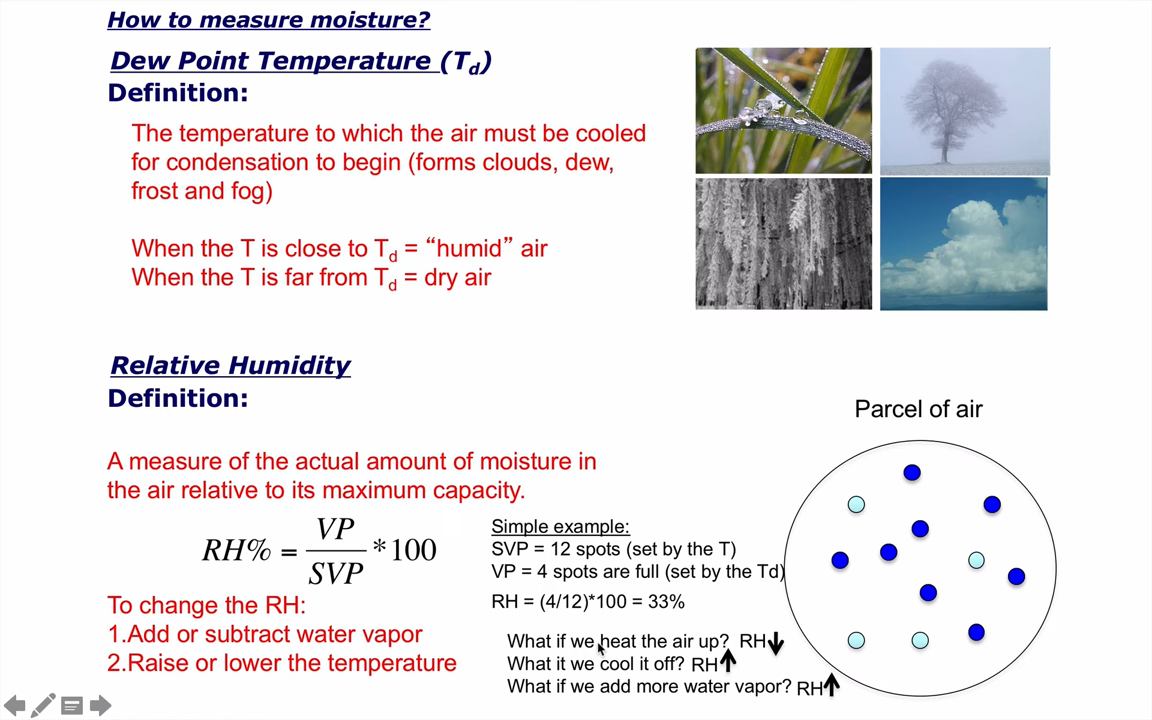 How to measure moisture?
Dew Point Temperature (Td)
Definition:
The temperature to which the air must be cooled
for condensation to begin (forms clouds, dew,
frost and fog)
When the T is close to Td = “humid” air
When the T is far from Td = dry air
Relative Humidity
Definition:
A measure of the actual amount of moisture in
the air relative to its maximum capacity.
RH% = VP/SVP *100
To change the RH:
1.Add or subtract water vapor
2.Raise or lower the temperature
Simple example:
SVP = 12 spots (set by the T)
VP = 4 spots are full (set by the Td)
RH = (4/12)*100 = 33%
What if we heat the air up? RH
What it we cool it off? RH
What if we add more water vapor? RH
Parcel of air